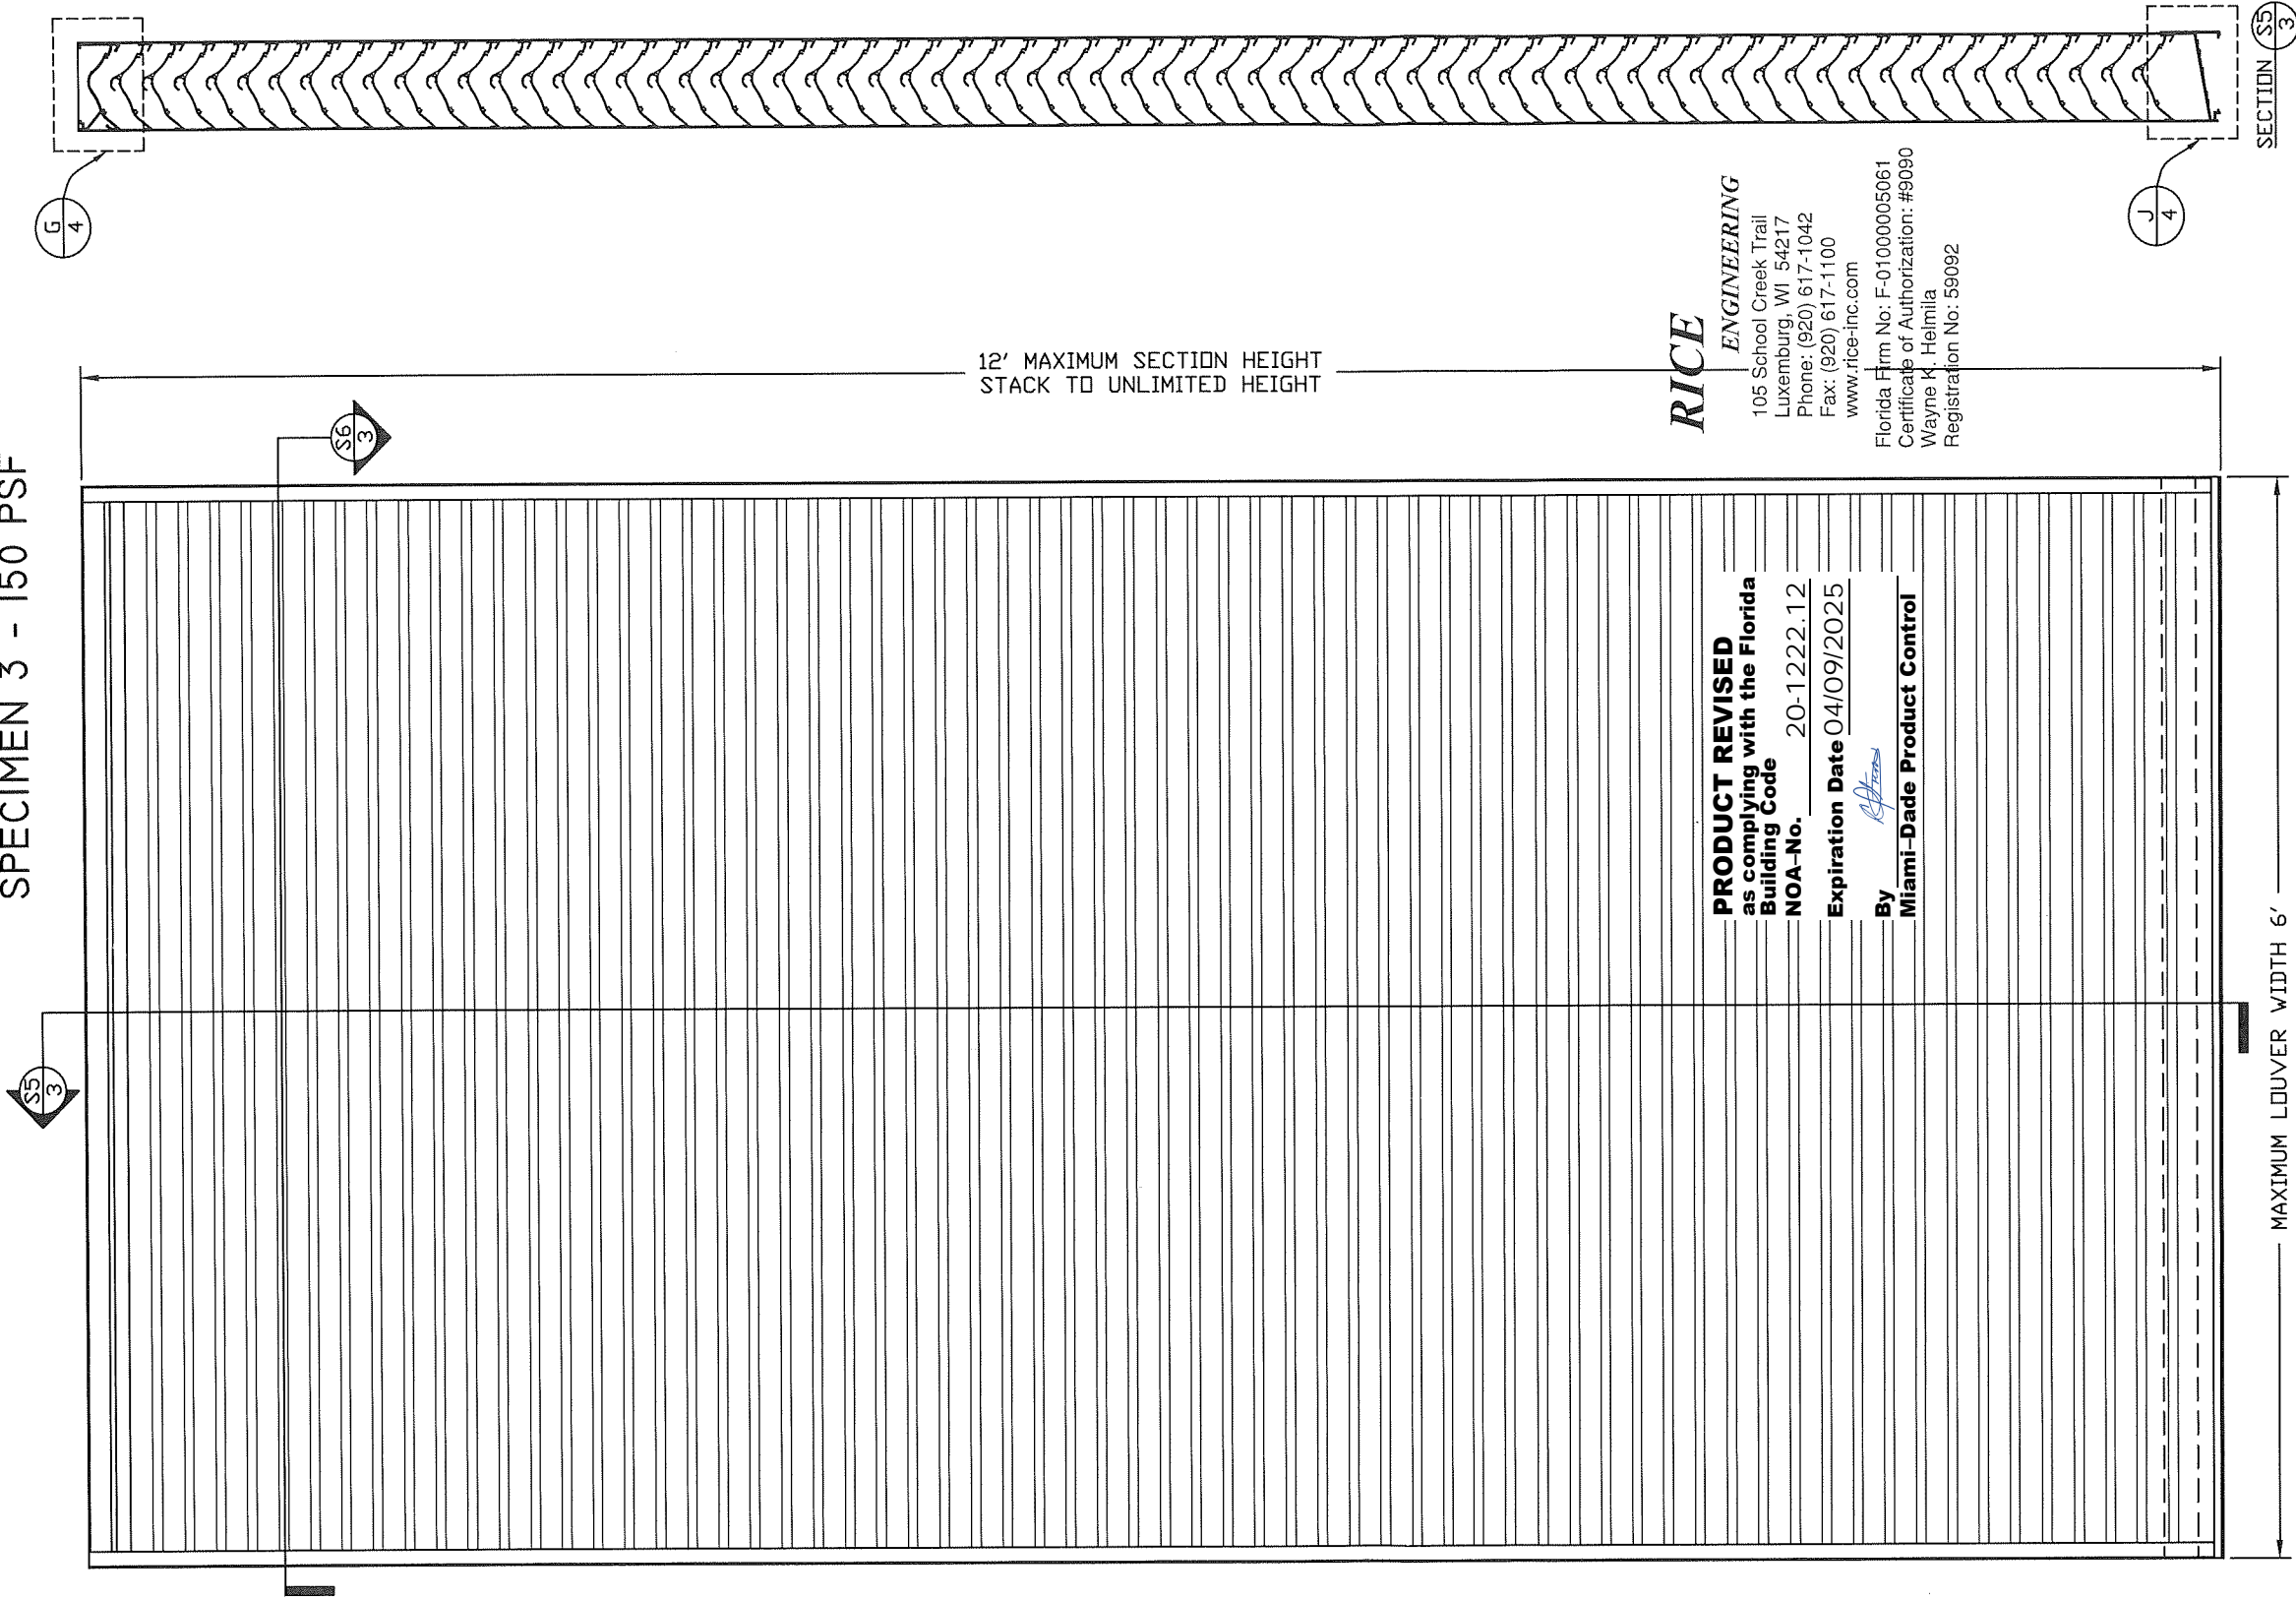 SPECIMEN 3 - 150 PSF
G
4
S5
3
S6
3
12' MAXIMUM SECTION HEIGHT
STACK TO UNLIMITED HEIGHT
RICE
ENGINEERING
105 School Creek Trail
Luxemburg, WI 54217
Phone: (920) 617-1042
Fax: (920) 617-1100
www.rice-inc.com
Florida Firm No: F-01000005061
Certificate of Authorization: #9090
Wayne K. Helmila
Registration No: 59092
PRODUCT REVISED
as complying with the Florida
Building Code
NOA-No. 20-1222.12
Expiration Date 04/09/2025
By
Miami-Dade Product Control
J
4
SECTION S5
3
MAXIMUM LOUVER WIDTH 6'